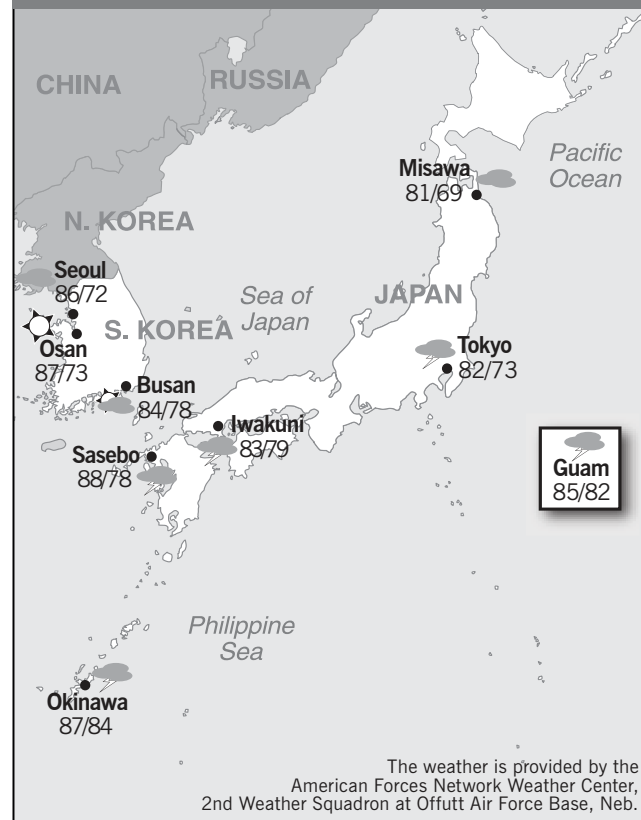 CHINA
RUSSIA
Pacific
Ocean
Misawa
81/69
N. KOREA
Seoul
86/72
Sea of
Japan
JAPAN
S. KOREA
Osan
87/73
Tokyo
82/73
Busan
84/78
Iwakuni
83/79
Sasebo
88/78
Guam
85/82
Philippine
Sea
Okinawa
87/84
The weather is provided by the
American Forces Network Weather Center,
2nd Weather Squadron at Offutt Air Force Base, Neb.